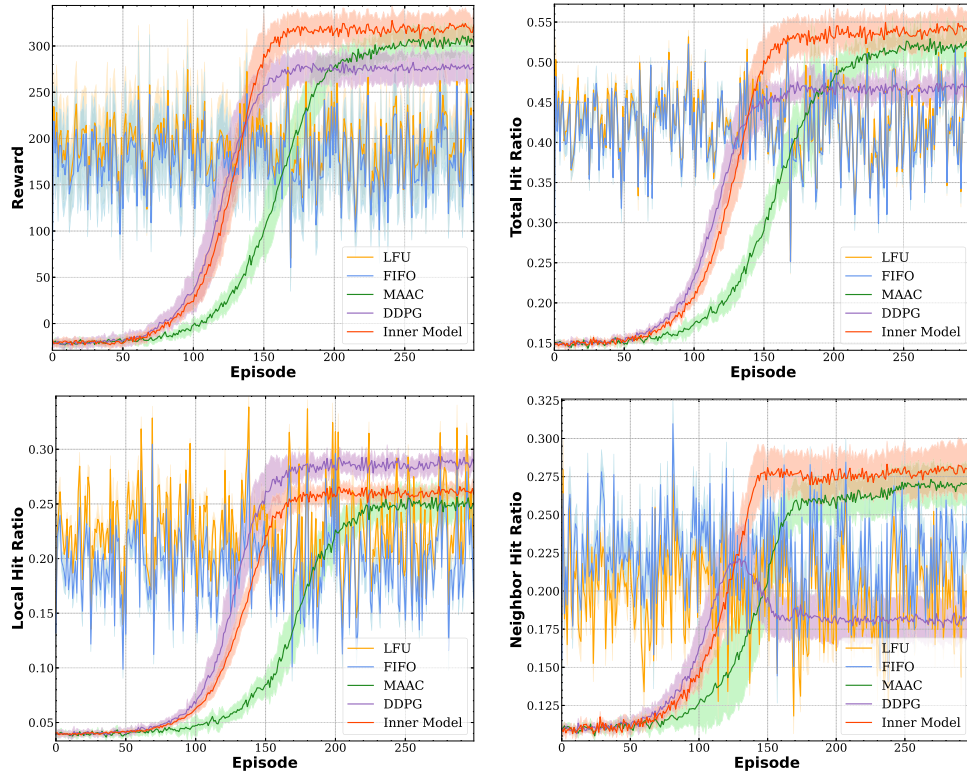 Reward
300
250
200
150
100
50
0
0
50
100
150
200
250
Episode
LFU
FIFO
MAAC
DDPG
Inner Model
Total Hit Ratio
0.55
0.50
0.45
0.40
0.35
0.30
0.25
0.20
0.15
0
50
100
150
200
250
Episode
LFU
FIFO
MAAC
DDPG
Inner Model
Local Hit Ratio
0.30
0.25
0.20
0.15
0.10
0.05
0
50
100
150
200
250
Episode
LFU
FIFO
MAAC
DDPG
Inner Model
Neighbor Hit Ratio
0.325
0.300
0.275
0.250
0.225
0.200
0.175
0.150
0.125
0
50
100
150
200
250
Episode
LFU
FIFO
MAAC
DDPG
Inner Model